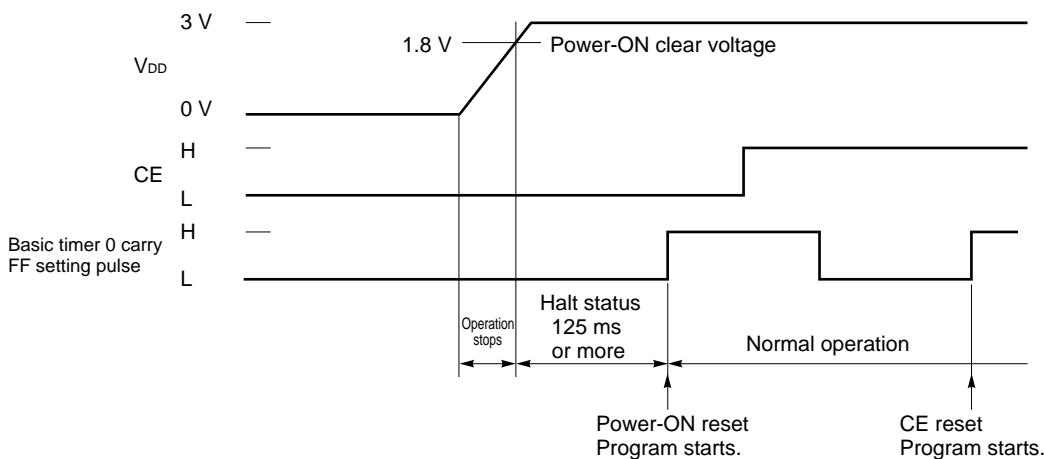 3 V
1.8 V
Power-ON clear voltage
VDD
0 V
H
CE
L
H
Basic timer 0 carry
FF setting pulse
L
Operation
stops
Halt status
125 ms
or more
Normal operation
Power-ON reset
Program starts.
CE reset
Program starts.